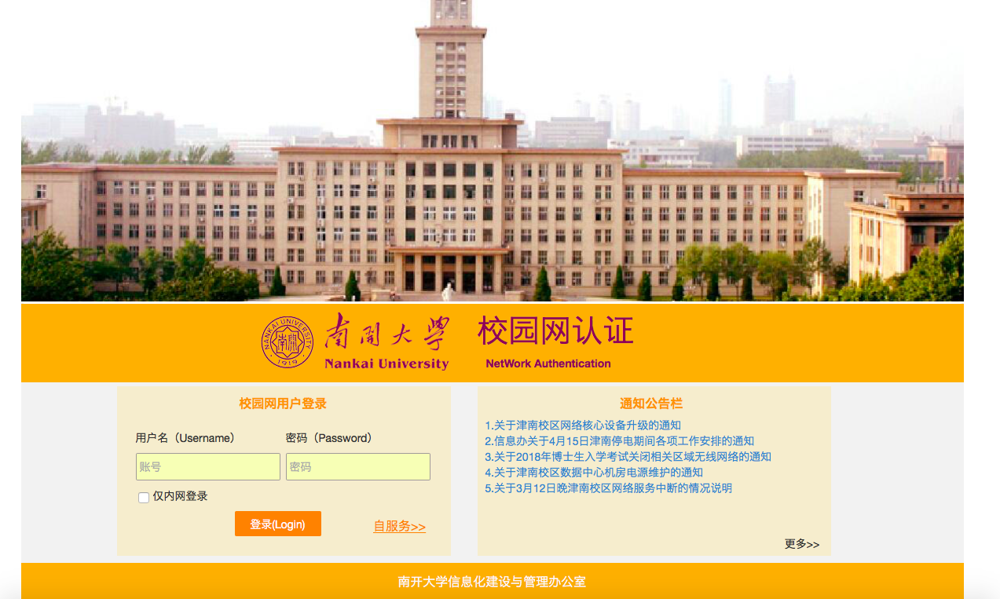 NANKAI UNIVERSITY
南開
1919
南開大學
Nankai University
校园网认证
NetWork Authentication
校园网用户登录
用户名（Username）
密码（Password）
账号
密码
仅内网登录
登录(Login)
自服务>>
通知公告栏
1.关于津南校区网络核心设备升级的通知
2.信息办关于4月15日津南停电期间各项工作安排的通知
3.关于2018年博士生入学考试关闭相关区域无线网络的通知
4.关于津南校区数据中心机房电源维护的通知
5.关于3月12日晚津南校区网络服务中断的情况说明
更多>>
南开大学信息化建设与管理办公室